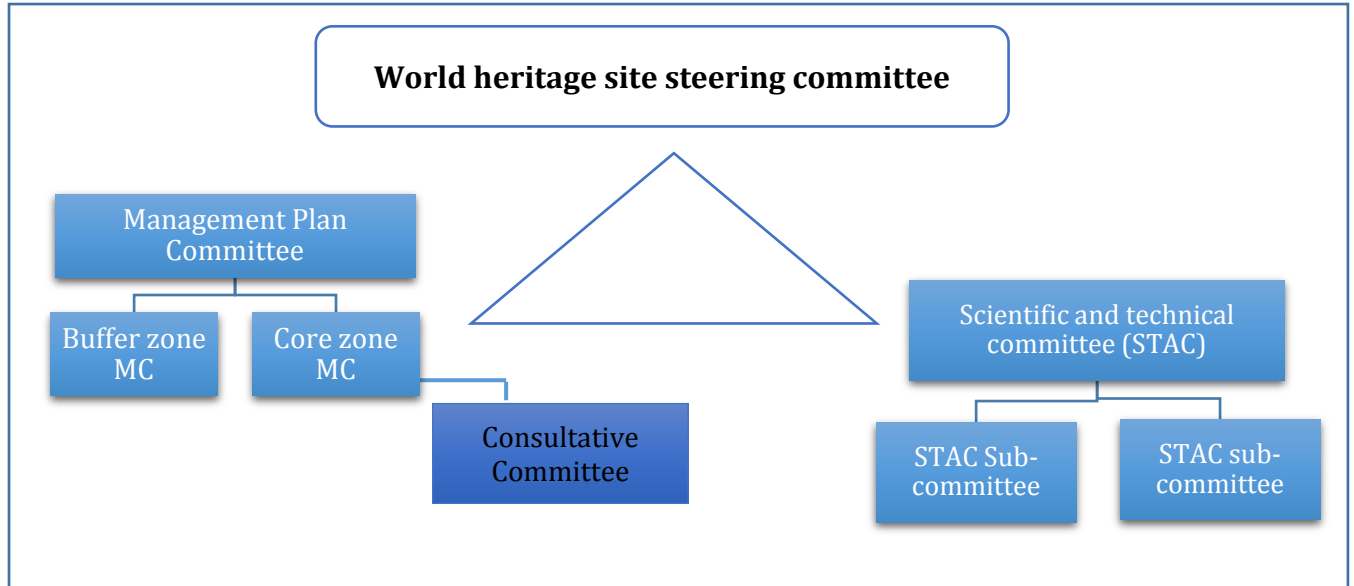 World heritage site steering committee
Management Plan
Committee
Buffer zone
MC
Core zone
MC
Consultative
Committee
Scientific and technical
committee (STAC)
STAC Sub-
committee
STAC sub-
committee